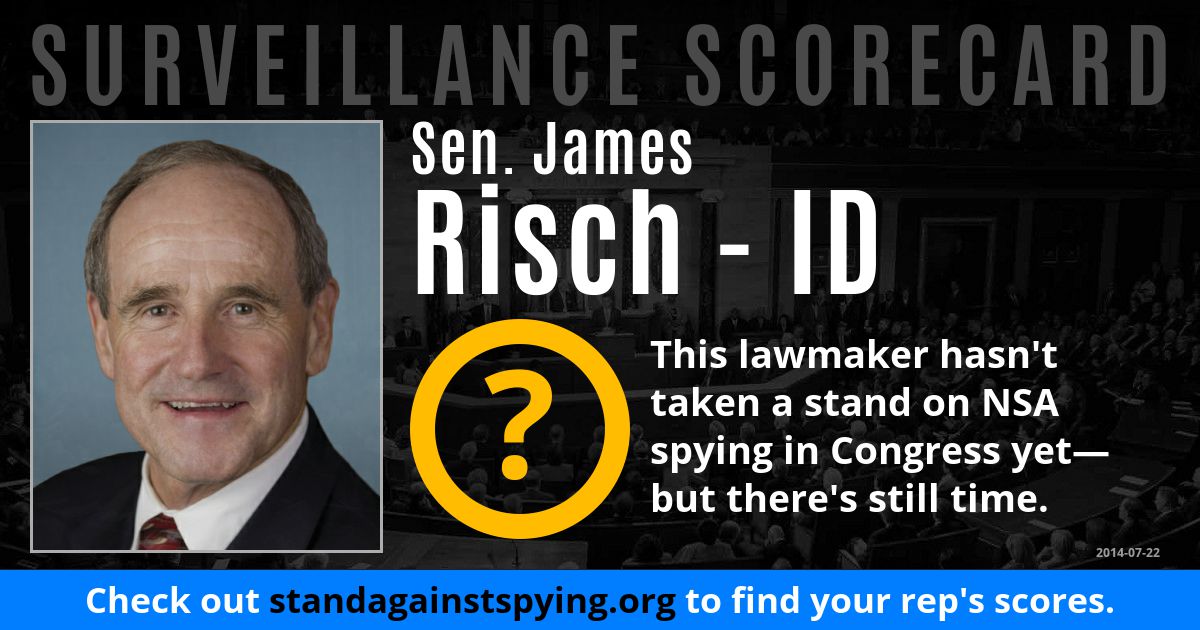 SURVEILLANCE SCORECARD
Sen. James
Risch - ID
?
This lawmaker hasn't
taken a stand on NSA
spying in Congress yet—
but there's still time.
2014-07-22
Check out standagainstspying.org to find your rep's scores.